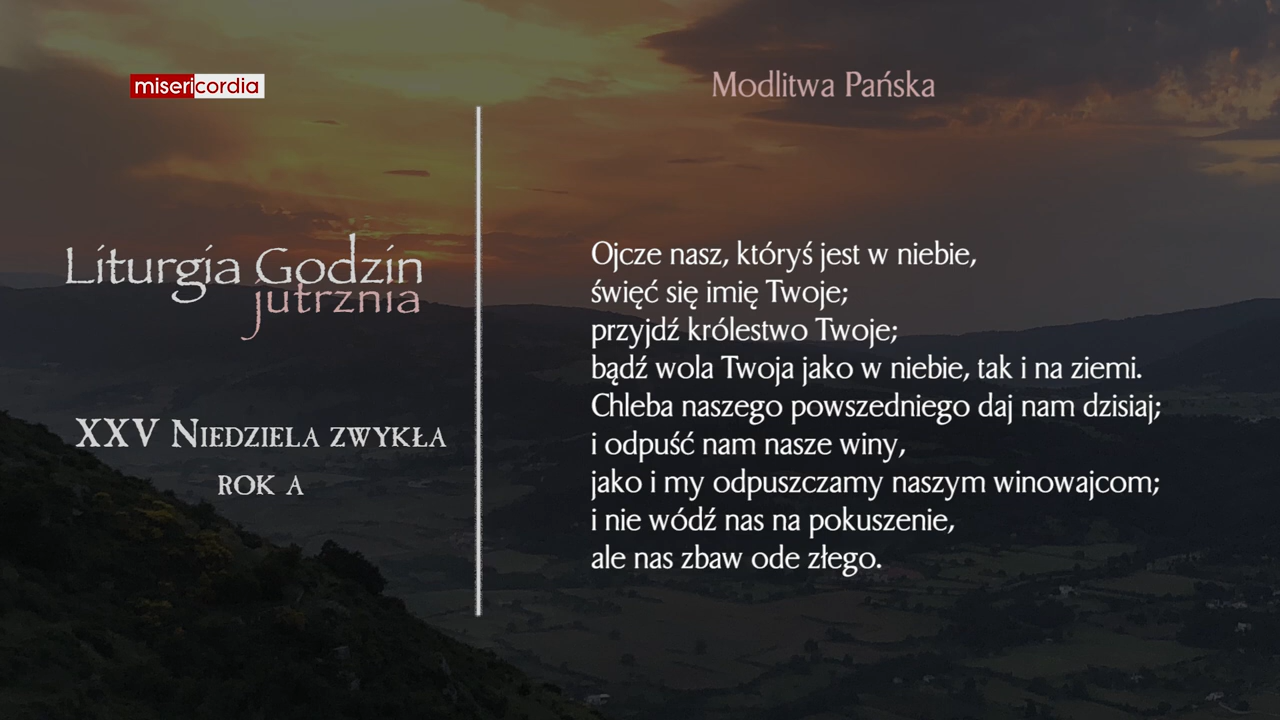 misericordia
Liturgia Godzin
jutrznia
XXV Niedziela zwykła
rok A
Modlitwa Pańska
Ojcze nasz, któryś jest w niebie,
święć się imię Twoje;
przyjdź królestwo Twoje;
bądź wola Twoja jako w niebie, tak i na ziemi.
Chleba naszego powszedniego daj nam dzisiaj;
i odpuść nam nasze winy,
jako i my odpuszczamy naszym winowajcom;
i nie wódź nas na pokuszenie,
ale nas zbaw ode złego.